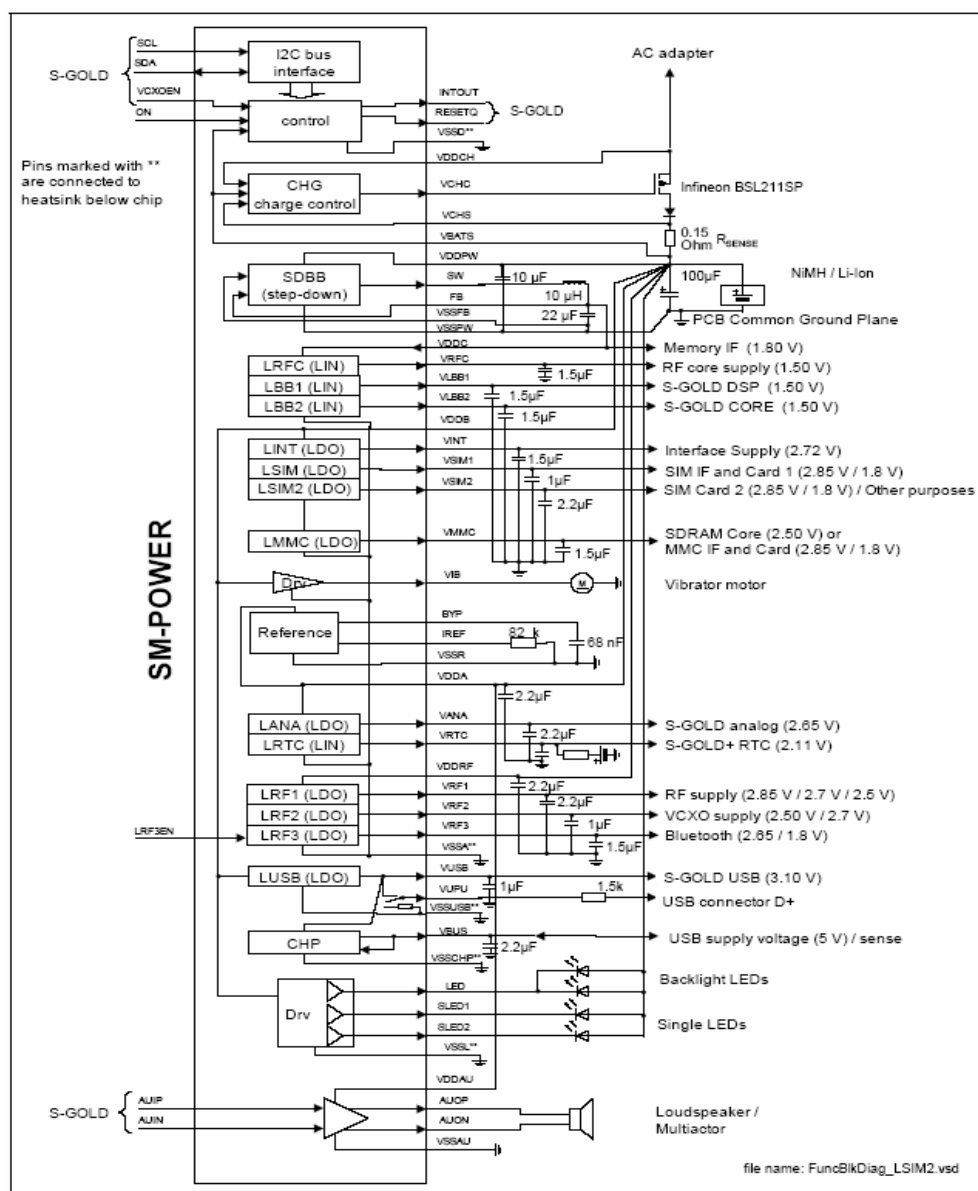 SCL
I2C bus
interface
SDA
S-GOLD
AC adapter
VCXOEN
INTOUT
ON
control
RESETQ
S-GOLD
VSSD**
Pins marked with **
are connected to
heatsink below chip
VDDCH
CHG
charge control
VCHC
Infineon BSL211SP
VCHS
0.15
Ohm RSENSE
VBATS
VDDPW
SDBB
(step-down)
SW
10 µF
100µF
NiMH / Li-Ion
FB
10 µH
VSSFB
22 µF
VSSPW
PCB Common Ground Plane
VDDC
Memory IF (1.80 V)
LRFC (LIN)
VRFC
1.5µF
RF core supply (1.50 V)
LBB1 (LIN)
VLBB1
1.5µF
S-GOLD DSP (1.50 V)
LBB2 (LIN)
VLBB2
1.5µF
S-GOLD CORE (1.50 V)
VDDB
LINT (LDO)
VINT
1.5µF
Interface Supply (2.72 V)
LSIM (LDO)
VSIM1
1µF
SIM IF and Card 1 (2.85 V / 1.8 V)
LSIM2 (LDO)
VSIM2
2.2µF
SIM Card 2 (2.85 V / 1.8 V) / Other purposes
LMMC (LDO)
VMMC
1.5µF
SDRAM Core (2.50 V) or
MMC IF and Card (2.85 V / 1.8 V)
SM-POWER
Drv
VIB
M
Vibrator motor
Reference
BYP
IREF
82 k
68 nF
VSSR
VDDA
2.2µF
LANA (LDO)
VANA
2.2µF
S-GOLD analog (2.65 V)
LRTC (LIN)
VRTC
S-GOLD+ RTC (2.11 V)
VDDRF
2.2µF
LRF1 (LDO)
VRF1
2.2µF
RF supply (2.85 V / 2.7 V / 2.5 V)
LRF2 (LDO)
VRF2
1µF
VCXO supply (2.50 V / 2.7 V)
LRF3EN
LRF3 (LDO)
VRF3
1.5µF
Bluetooth (2.65 / 1.8 V)
VSSA**
LUSB (LDO)
VUSB
1µF
S-GOLD USB (3.10 V)
VUPU
1.5k
USB connector D+
VSSUSB**
CHP
VBUS
2.2µF
USB supply voltage (5 V) / sense
VSSCHP**
Drv
LED
Backlight LEDs
SLED1
Single LEDs
SLED2
VSSL**
VDDAU
S-GOLD
AUIP
AUOP
Loudspeaker /
Multiactor
AUIN
AUON
VSSAU
file name: FuncBlkDiag_LSIM2.vsd